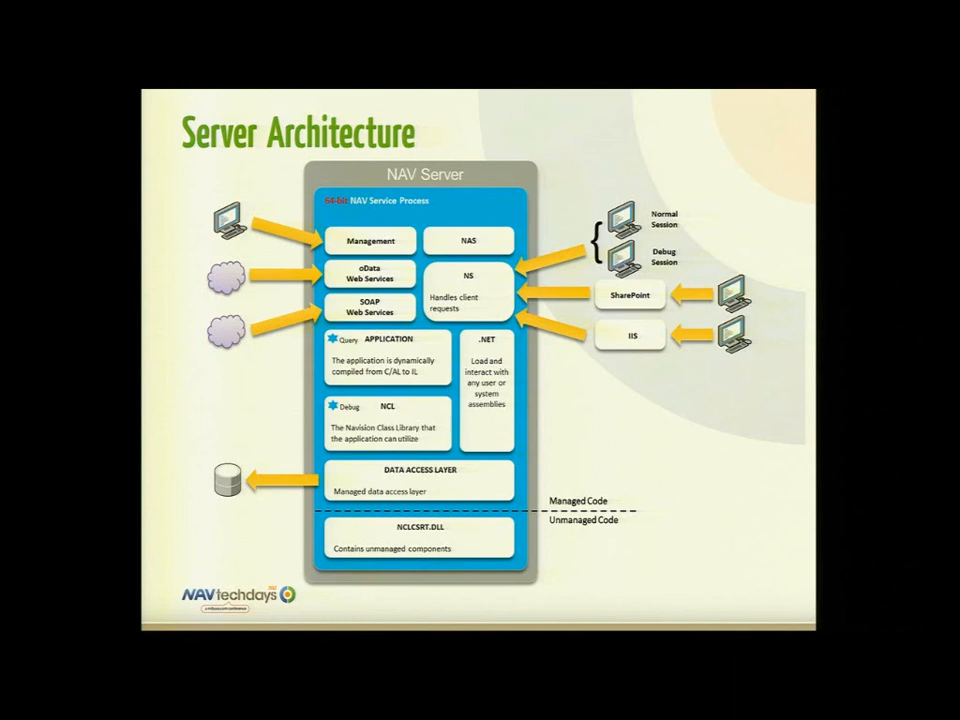 Server Architecture
NAV Server
64-bit NAV Service Process
Management
NAS
oData
Web Services
NS
Handles client
requests
SOAP
Web Services
Normal
Session
Debug
Session
SharePoint
IIS
Query APPLICATION
The application is dynamically
compiled from C/AL to IL
.NET
Load and
interact with
any user or
system
assemblies
Debug NCL
The Navision Class Library that
the application can utilize
DATA ACCESS LAYER
Managed data access layer
Managed Code
Unmanaged Code
NCLCSRT.DLL
Contains unmanaged components
NAVtechdays